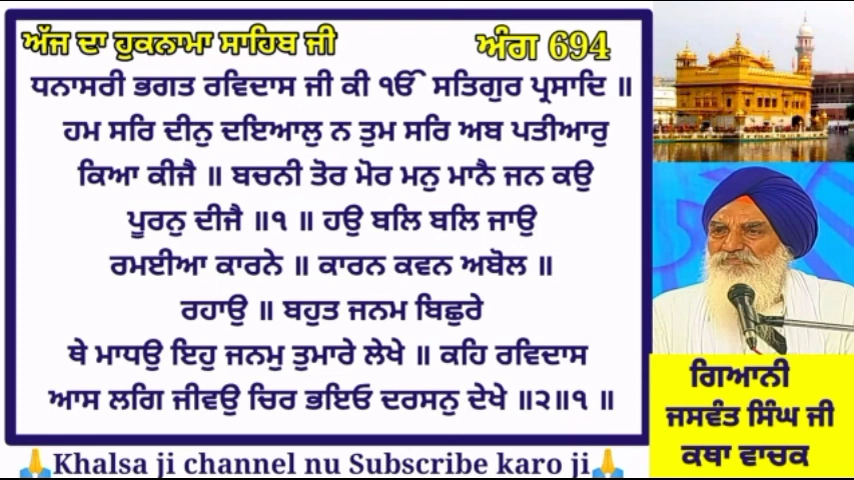 ਅੱਜ ਦਾ ਹੁਕਨਾਮਾ ਸਾਹਿਬ ਜੀ
ਅੰਗ 694
ਧਨਾਸਰੀ ਭਗਤ ਰਵਿਦਾਸ ਜੀ ਕੀ ੴ ਸਤਿਗੁਰ ਪ੍ਰਸਾਦਿ ॥
ਹਮ ਸਰਿ ਦੀਨੁ ਦਇਆਲੁ ਨ ਤੁਮ ਸਰਿ ਅਬ ਪਤੀਆਰੁ
ਕਿਆ ਕੀਜੈ ॥ ਬਚਨੀ ਤੋਰ ਮੋਰ ਮਨੁ ਮਾਨੈ ਜਨ ਕਉ
ਪੂਰਨੁ ਦੀਜੈ ॥੧ ॥ ਹਉ ਬਲਿ ਬਲਿ ਜਾਉ
ਰਮਈਆ ਕਾਰਨੇ ॥ ਕਾਰਨ ਕਵਨ ਅਬੋਲ ॥
ਰਹਾਉ ॥ ਬਹੁਤ ਜਨਮ ਬਿਛੁਰੇ
ਥੇ ਮਾਧਉ ਇਹੁ ਜਨਮੁ ਤੁਮਾਰੇ ਲੇਖੇ ॥ ਕਹਿ ਰਵਿਦਾਸ
ਆਸ ਲਗਿ ਜੀਵਉ ਚਿਰ ਭਇਓ ਦਰਸਨੁ ਦੇਖੇ ॥੨॥੧ ॥
🙏Khalsa ji channel nu Subscribe karo ji🙏
ਗਿਆਨੀ
ਜਸਵੰਤ ਸਿੰਘ ਜੀ
ਕਥਾ ਵਾਚਕ